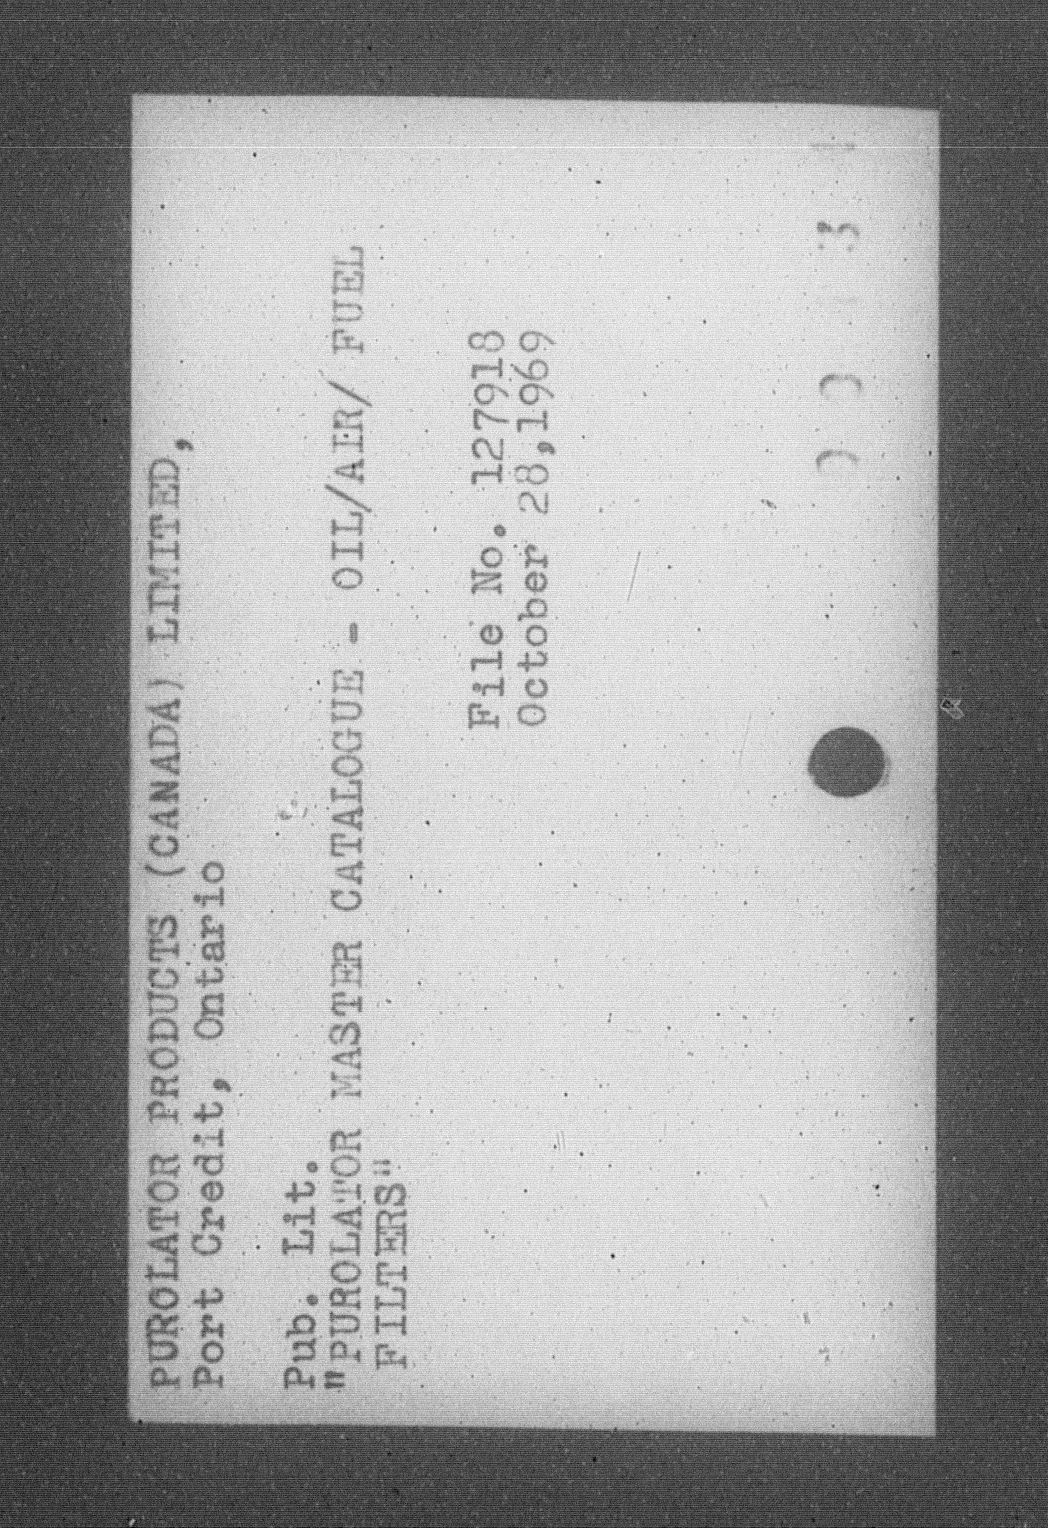 PUROLATOR PRODUCTS (CANADA) LIMITED,
Port Credit, Ontario
Pub. Lit.
"PUROLATOR MASTER CATALOGUE - OIL/AIR/ FUEL
FILTERS"
File No. 127918
October 28,1969